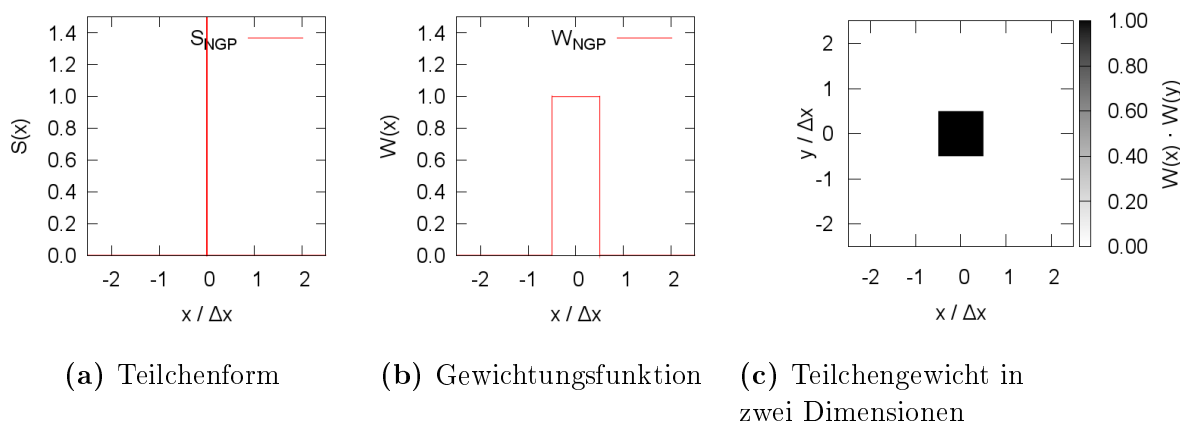 S_NGP
1.4
1.2
1.0
0.8
0.6
0.4
0.2
0.0
S(x)
-2 -1 0 1 2
x / Δx
W_NGP
1.4
1.2
1.0
0.8
0.6
0.4
0.2
0.0
W(x)
-2 -1 0 1 2
x / Δx
2
1
0
-1
-2
y / Δx
-2 -1 0 1 2
x / Δx
1.00
0.80
0.60
0.40
0.20
0.00
W(x) · W(y)
(a) Teilchenform
(b) Gewichtungsfunktion
(c) Teilchengewicht in
zwei Dimensionen